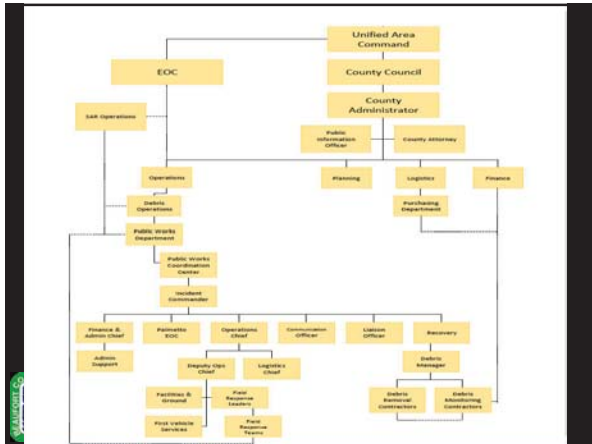 Unified Area
Command
EOC
County Council
County
Administrator
SAR Operations
Public
Information
Officer
County Attorney
Operations
Planning
Logistics
Finance
Debris
Operations
Purchasing
Department
Public Works
Department
Public Works
Coordination
Center
Incident
Commander
Finance &
Admin Chief
Palmetto
EOC
Operations
Chief
Communication
Officer
Liaison
Officer
Recovery
Admin
Support
Deputy Ops
Chief
Logistics
Chief
Debris
Manager
Facilities &
Ground
Field
Response
Leaders
Debris
Removal
Contractors
Debris
Monitoring
Contractors
First Vehicle
Services
Field
Response
Teams
BEAUFORT CO